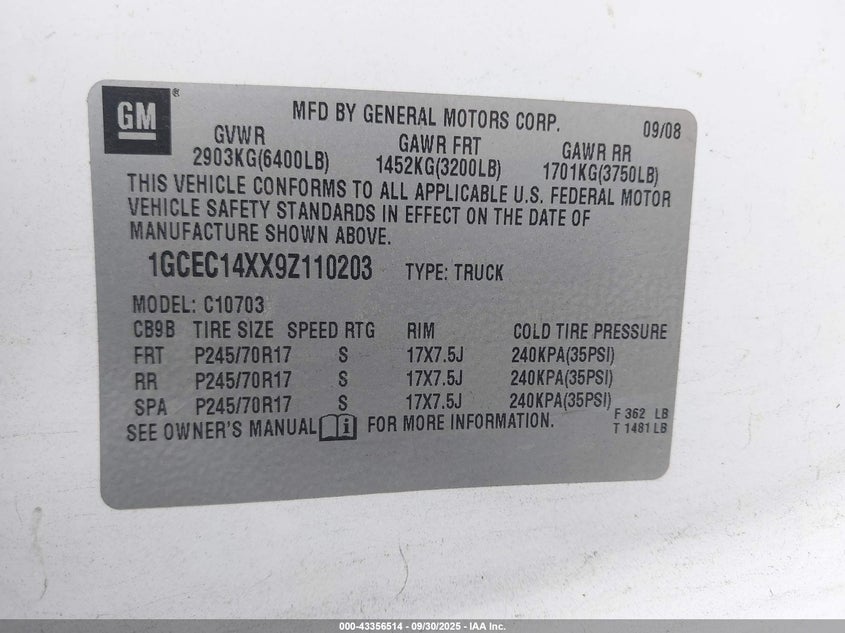 GM®
MFD BY GENERAL MOTORS CORP. 09/08
GVWR GAWR FRT GAWR RR
2903KG(6400LB) 1452KG(3200LB) 1701KG(3750LB)
THIS VEHICLE CONFORMS TO ALL APPLICABLE U.S. FEDERAL MOTOR
VEHICLE SAFETY STANDARDS IN EFFECT ON THE DATE OF
MANUFACTURE SHOWN ABOVE.
1GCEC14XX9Z110203 TYPE: TRUCK
MODEL: C10703
CB9B TIRE SIZE SPEED RTG RIM COLD TIRE PRESSURE
FRT P245/70R17 S 17X7.5J 240KPA(35PSI)
RR P245/70R17 S 17X7.5J 240KPA(35PSI)
SPA P245/70R17 S 17X7.5J 240KPA(35PSI)
F 362 LB
SEE OWNER'S MANUAL FOR MORE INFORMATION. T 1481 LB
000-43356514 - 09/30/2025 - IAA Inc.